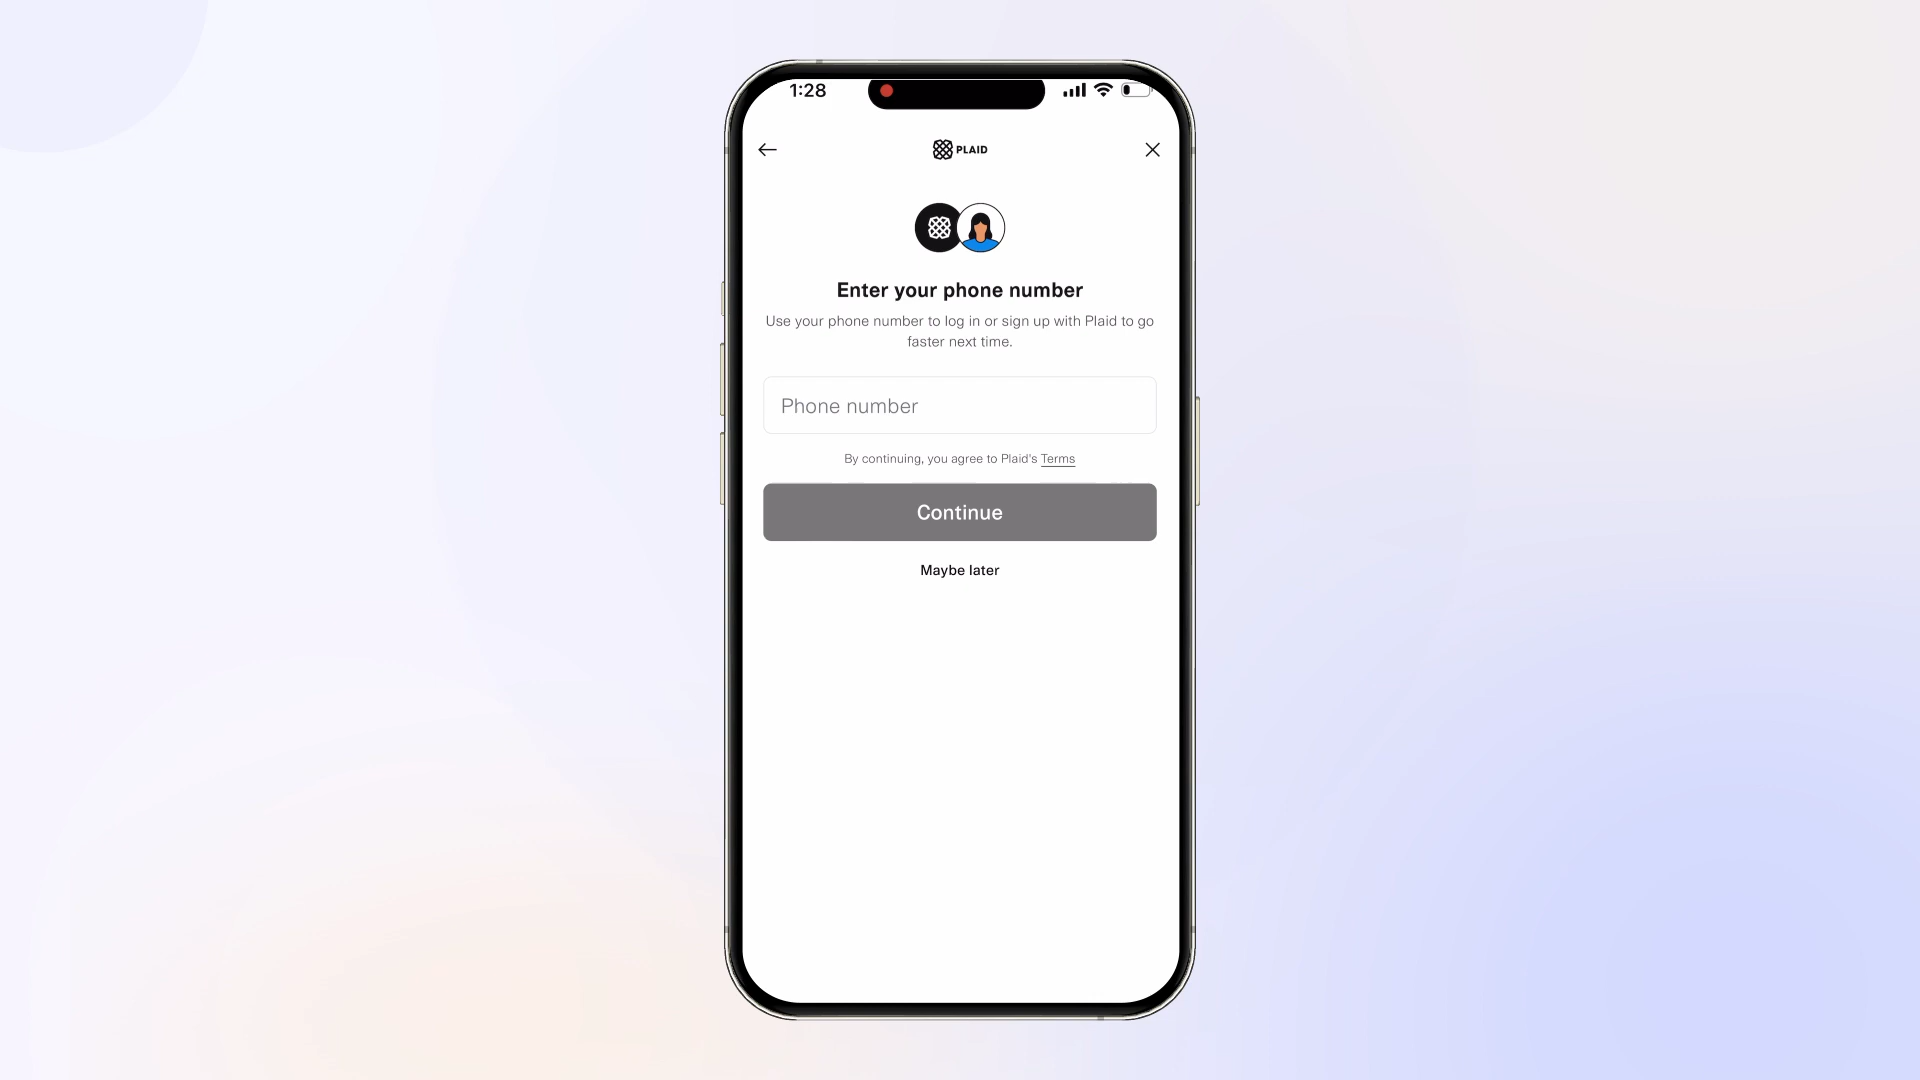 1:28
PLAID
Enter your phone number
Use your phone number to log in or sign up with Plaid to go
faster next time.
Phone number
By continuing, you agree to Plaid's Terms
Continue
Maybe later